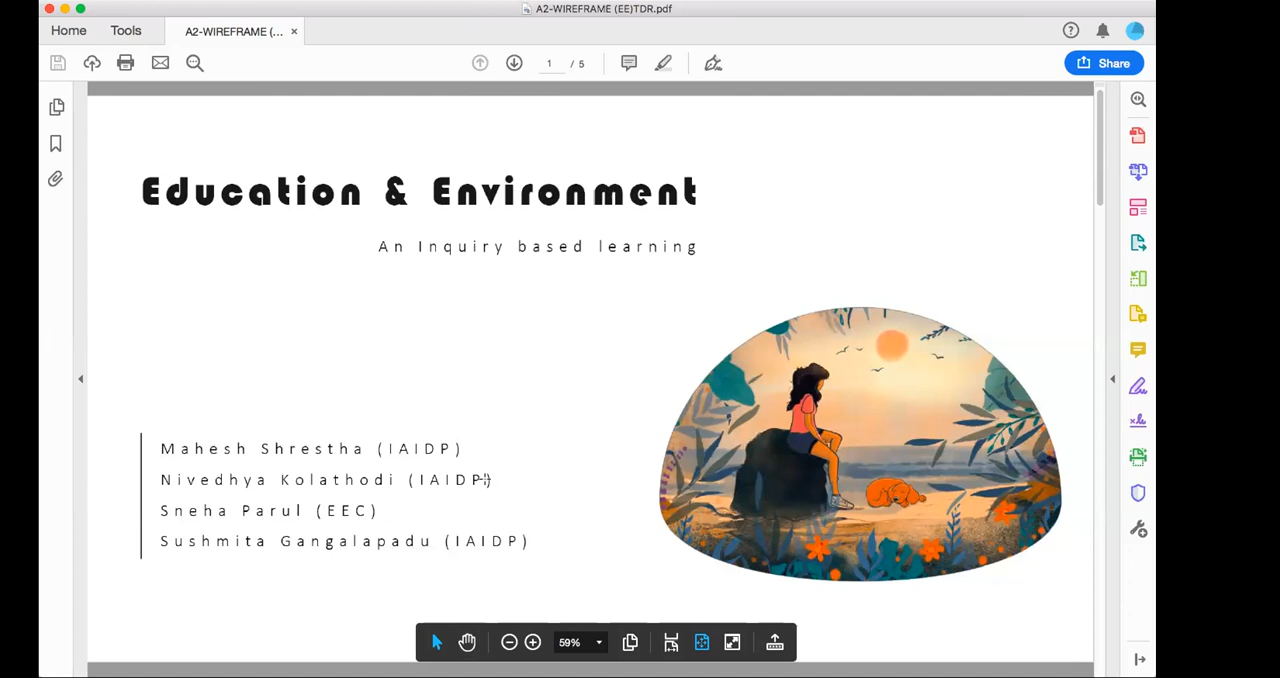 A2-WIREFRAME (EE)TDR.pdf
Home Tools A2-WIREFRAME (... ×
1 / 5 Share
Education & Environment
An Inquiry based learning
Mahesh Shrestha (IAIDP)
Nivedhya Kolathodi (IAIDP)
Sneha Parul (EEC)
Sushmita Gangalapadu (IAIDP)
59%